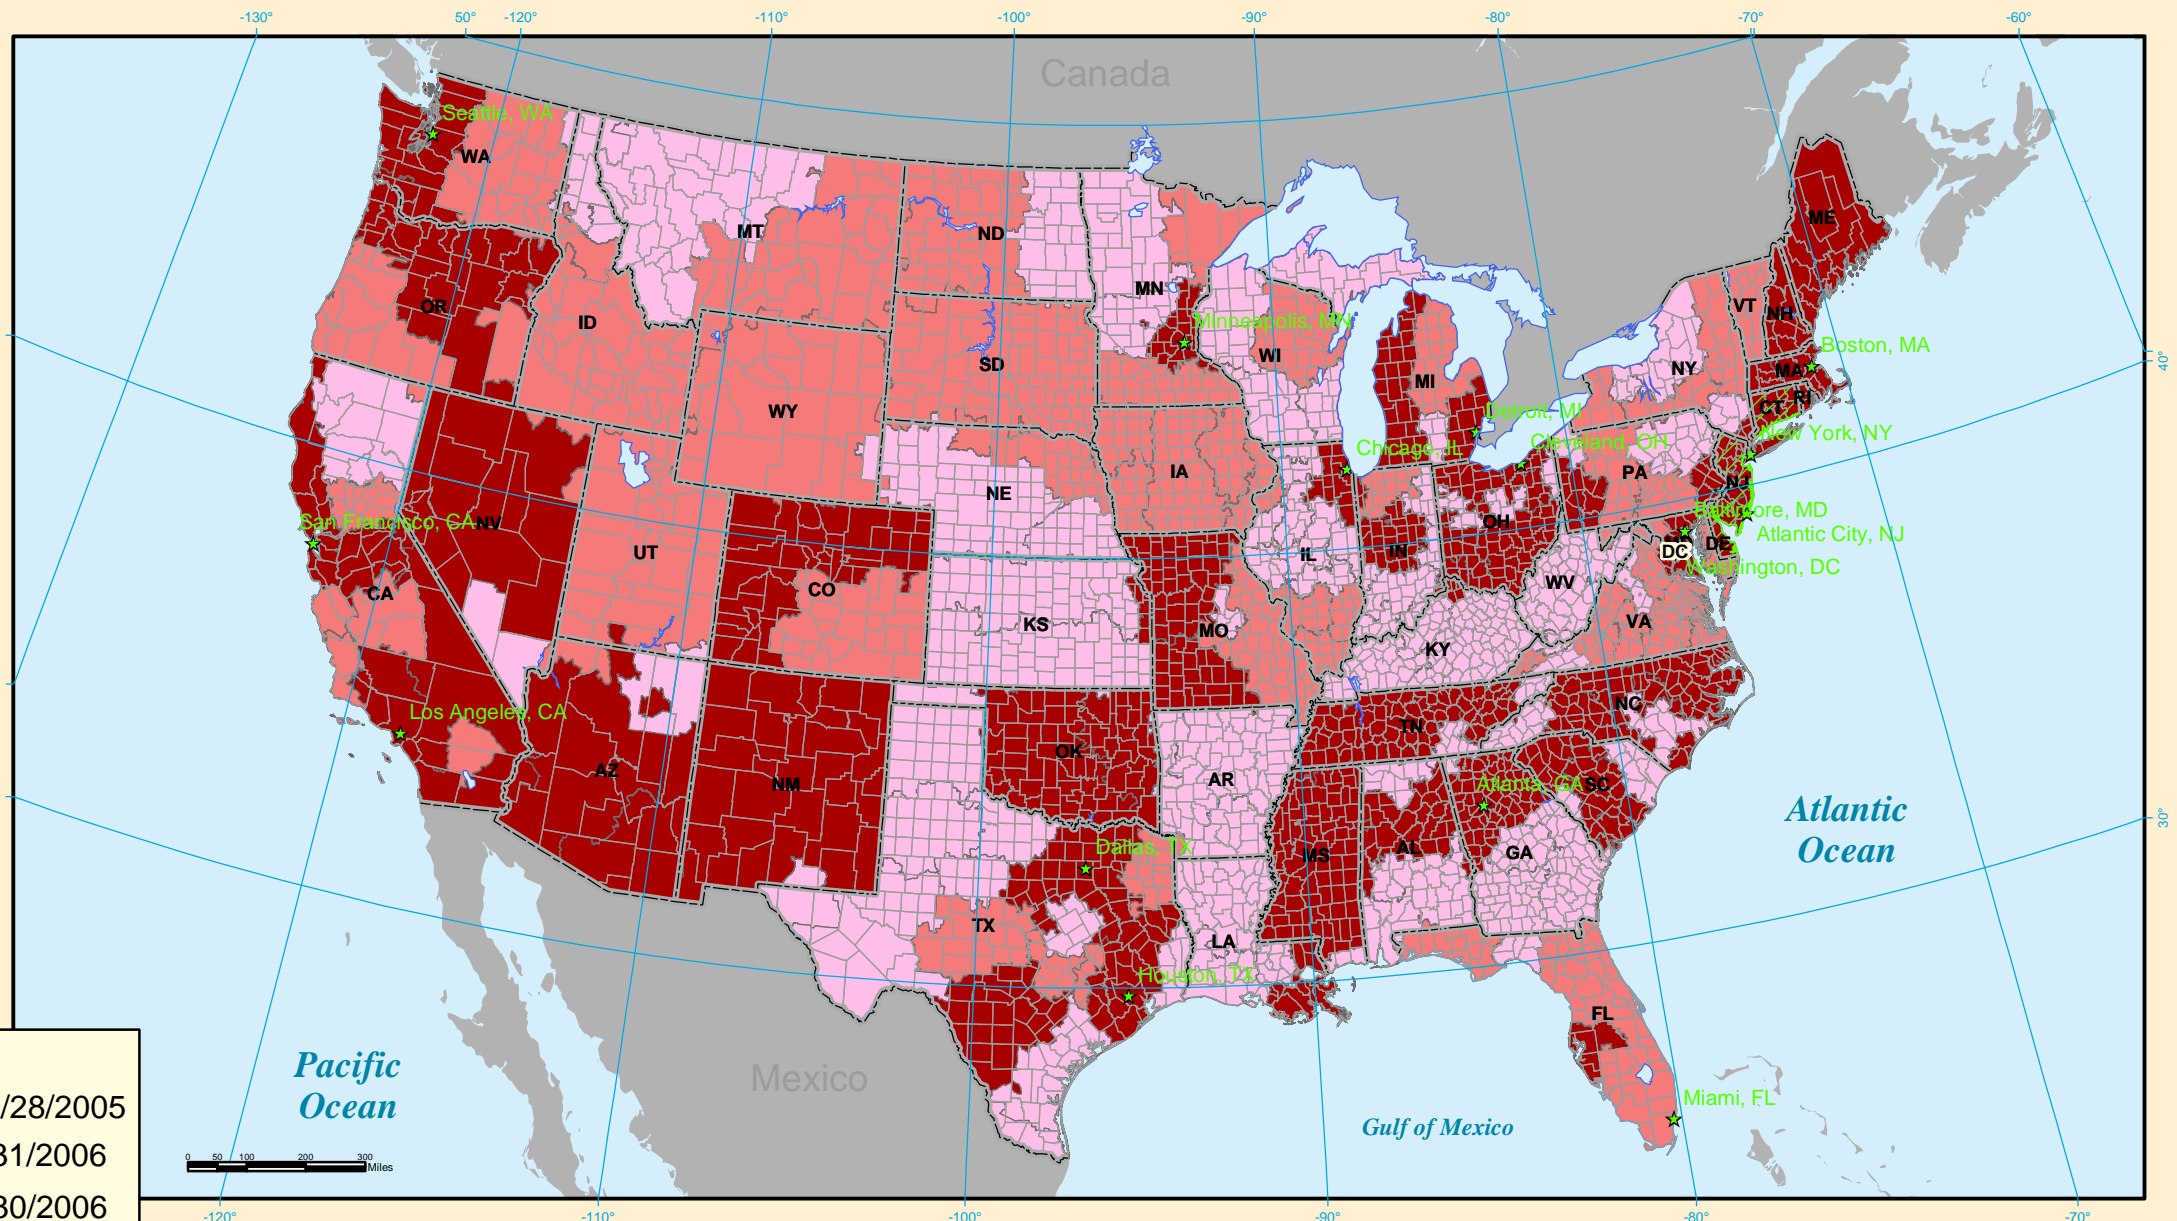 -130°
50°
-120°
-110°
-100°
-90°
-80°
-70°
-60°
Canada
Seattle, WA
WA
MT
ND
MN
OR
ID
SD
WY
Minneapolis, MN
WI
MI
ME
VT
NH
NY
Boston, MA
MA
RI
CT
40°
Detroit, MI
New York, NY
Chicago, IL
Cleveland, OH
IA
PA
NJ
NE
San Francisco, CA
NV
UT
CO
CA
KS
MO
IL
IN
OH
Baltimore, MD
Atlantic City, NJ
DE
DC
Washington, DC
WV
VA
KY
Los Angeles, CA
AZ
NM
OK
AR
TN
NC
SC
Atlanta, GA
Dallas, TX
MS
AL
GA
Atlantic
Ocean
30°
TX
LA
Houston, TX
FL
Miami, FL
Pacific
Ocean
Mexico
Gulf of Mexico
/28/2005
31/2006
30/2006
0 50 100 200 300
Miles
-120°
-110°
-100°
-90°
-80°
-70°